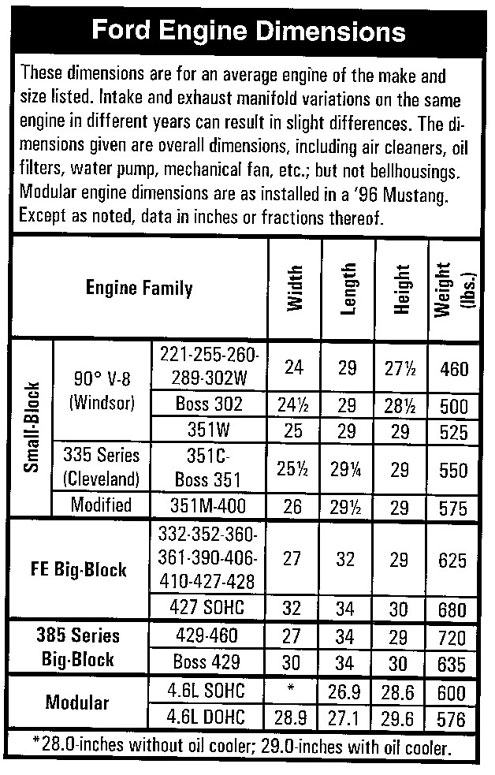 Ford Engine Dimensions
These dimensions are for an average engine of the make and
size listed. Intake and exhaust manifold variations on the same
engine in different years can result in slight differences. The di-
mensions given are overall dimensions, including air cleaners, oil
filters, water pump, mechanical fan, etc.; but not bellhousings.
Modular engine dimensions are as installed in a '96 Mustang.
Except as noted, data in inches or fractions thereof.
Engine Family Width Length Height Weight (lbs.)
Small-Block
90° V-8
(Windsor)
221-255-260-
289-302W 24 29 27½ 460
Boss 302 24½ 29 28½ 500
351W 25 29 29 525
335 Series
(Cleveland)
351C-
Boss 351 25½ 29¼ 29 550
Modified 351M-400 26 29½ 29 575
FE Big-Block
332-352-360-
361-390-406-
410-427-428 27 32 29 625
427 SOHC 32 34 30 680
385 Series
Big-Block
429-460 27 34 29 720
Boss 429 30 34 30 635
Modular
4.6L SOHC * 26.9 28.6 600
4.6L DOHC 28.9 27.1 29.6 576
*28.0-inches without oil cooler; 29.0-inches with oil cooler.